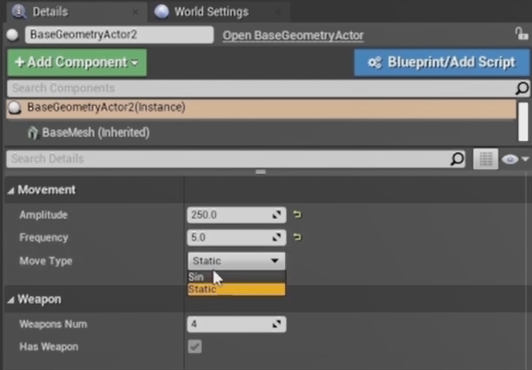 Details
World Settings
BaseGeometryActor2
Open BaseGeometryActor
+Add Component
Blueprint/Add Script
Search Components
BaseGeometryActor2(Instance)
BaseMesh (Inherited)
Search Details
Movement
Amplitude 250.0
Frequency 5.0
Move Type Static
Sin
Static
Weapon
Weapons Num 4
Has Weapon